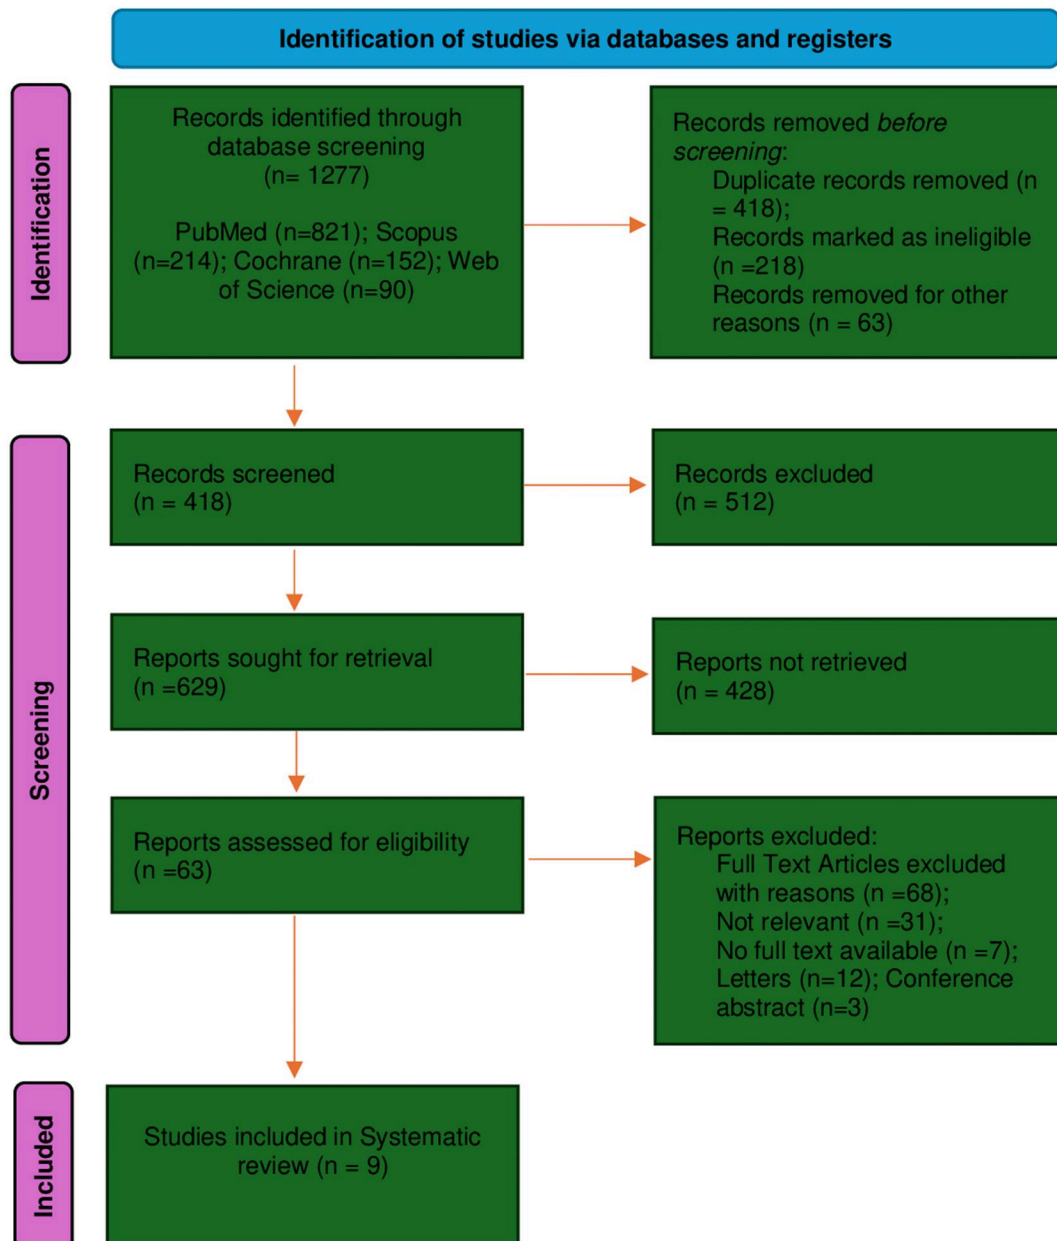 Identification of studies via databases and registers
Identification
Records identified through
database screening
(n= 1277)
PubMed (n=821); Scopus
(n=214); Cochrane (n=152); Web
of Science (n=90)
Records removed before
screening:
Duplicate records removed (n
= 418);
Records marked as ineligible
(n =218)
Records removed for other
reasons (n = 63)
Screening
Records screened
(n = 418)
Records excluded
(n = 512)
Reports sought for retrieval
(n =629)
Reports not retrieved
(n = 428)
Reports assessed for eligibility
(n =63)
Reports excluded:
Full Text Articles excluded
with reasons (n =68);
Not relevant (n =31);
No full text available (n =7);
Letters (n=12); Conference
abstract (n=3)
Included
Studies included in Systematic
review (n = 9)